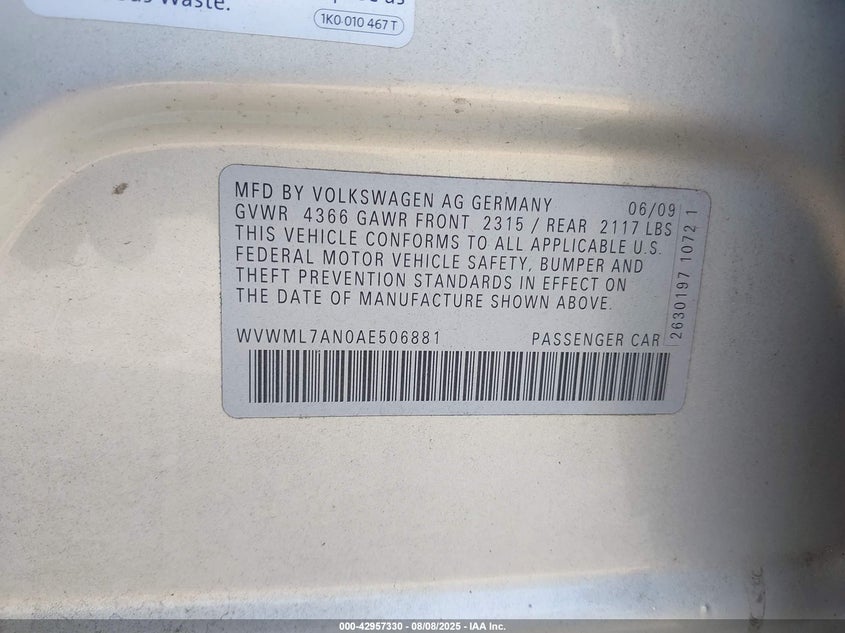 Waste.
us
1K0 010 467 T
MFD BY VOLKSWAGEN AG GERMANY 06/09
GVWR 4366 GAWR FRONT 2315 / REAR 2117 LBS
THIS VEHICLE CONFORMS TO ALL APPLICABLE U.S.
FEDERAL MOTOR VEHICLE SAFETY, BUMPER AND
THEFT PREVENTION STANDARDS IN EFFECT ON
THE DATE OF MANUFACTURE SHOWN ABOVE.
WVWML7AN0AE506881 PASSENGER CAR
2630197 1072 1
000-42957330 - 08/08/2025 - IAA Inc.